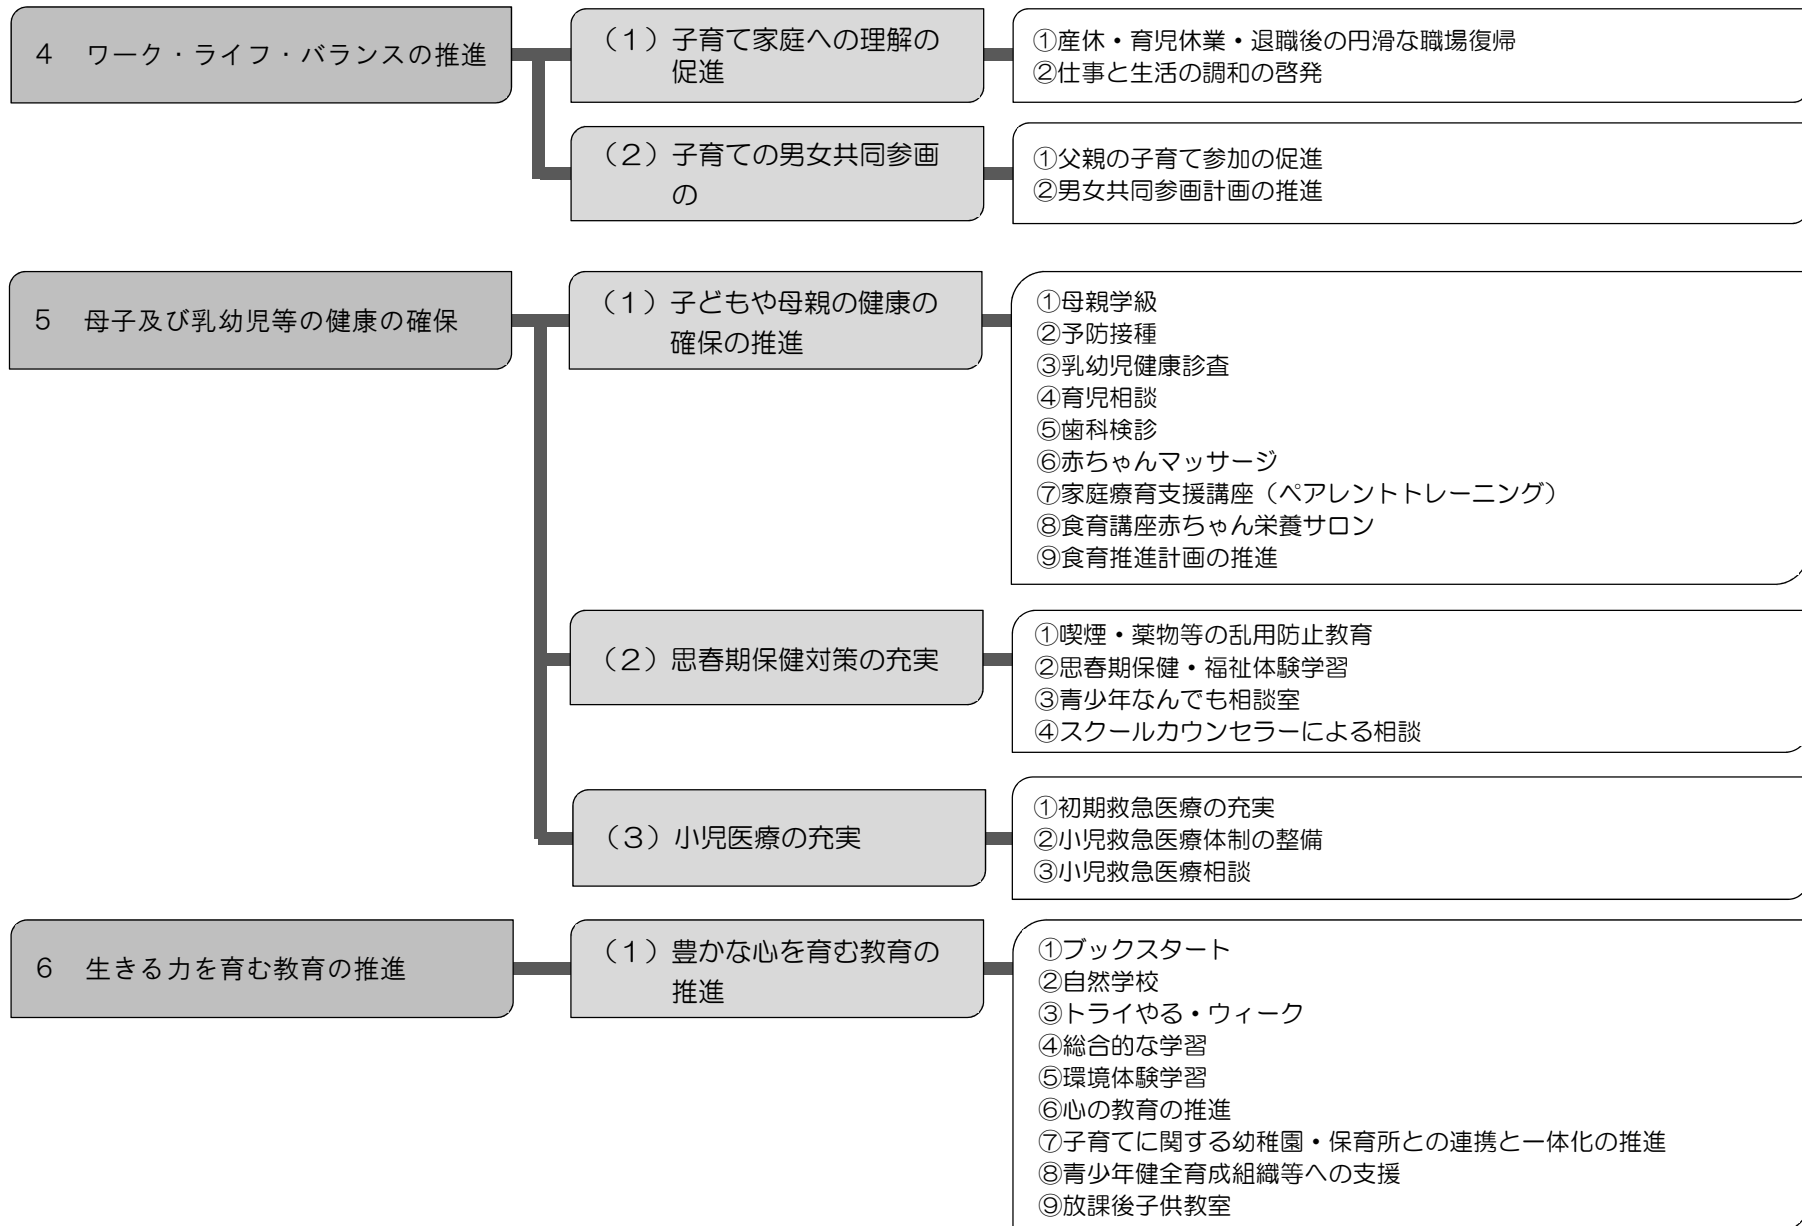 4 ワーク・ライフ・バランスの推進
(1)子育て家庭への理解の
促進
①産休・育児休業・退職後の円滑な職場復帰
②仕事と生活の調和の啓発
(2)子育ての男女共同参画
の
①父親の子育て参加の促進
②男女共同参画計画の推進
5 母子及び乳幼児等の健康の確保
(1)子どもや母親の健康の
確保の推進
①母親学級
②予防接種
③乳幼児健康診査
④育児相談
⑤歯科検診
⑥赤ちゃんマッサージ
⑦家庭療育支援講座(ペアレントトレーニング)
⑧食育講座赤ちゃん栄養サロン
⑨食育推進計画の推進
(2)思春期保健対策の充実
①喫煙・薬物等の乱用防止教育
②思春期保健・福祉体験学習
③青少年なんでも相談室
④スクールカウンセラーによる相談
(3)小児医療の充実
①初期救急医療の充実
②小児救急医療体制の整備
③小児救急医療相談
6 生きる力を育む教育の推進
(1)豊かな心を育む教育の
推進
①ブックスタート
②自然学校
③トライやる・ウィーク
④総合的な学習
⑤環境体験学習
⑥心の教育の推進
⑦子育てに関する幼稚園・保育所との連携と一体化の推進
⑧青少年健全育成組織等への支援
⑨放課後子供教室